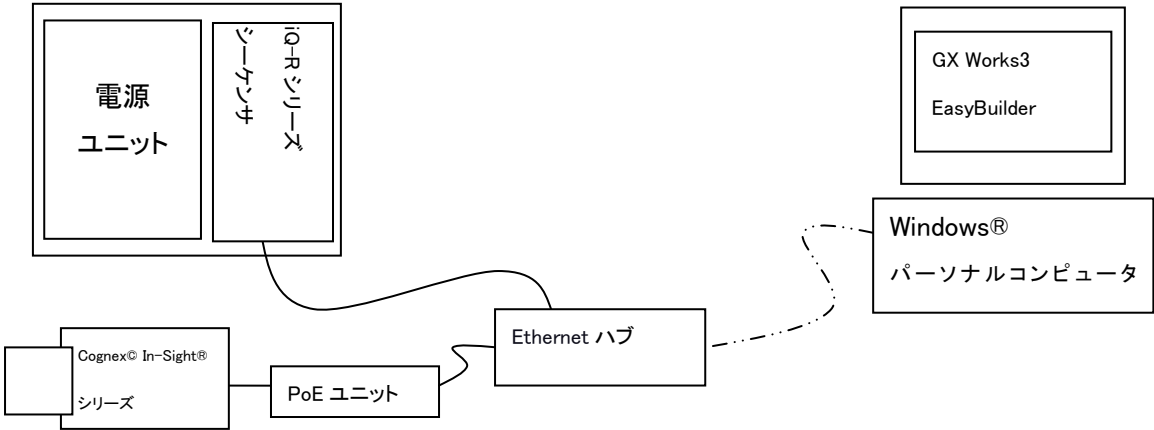 電源
ユニット
iQ-R シリーズ
シーケンサ
GX Works3
EasyBuilder
Windows®
パーソナルコンピュータ
Ethernet ハブ
Cognex© In-Sight®
シリーズ
PoE ユニット